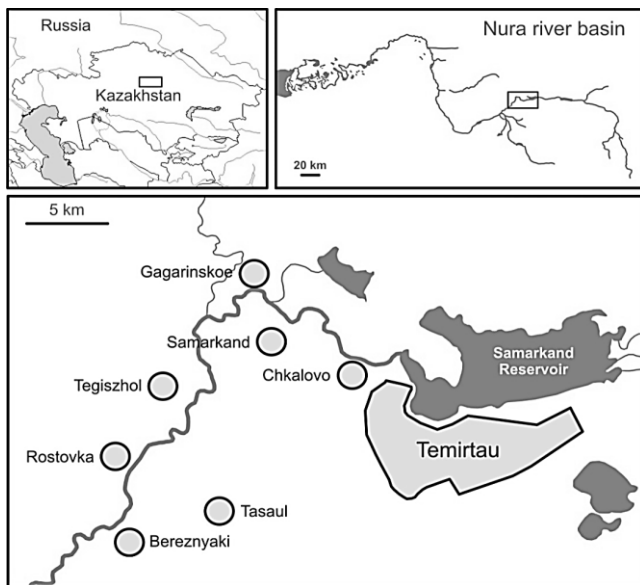 Russia
Kazakhstan
Nura river basin
20 km
5 km
Gagarinskoe
Samarkand
Chkalovo
Samarkand
Reservoir
Tegiszhol
Temirtau
Rostovka
Tasaul
Bereznyaki